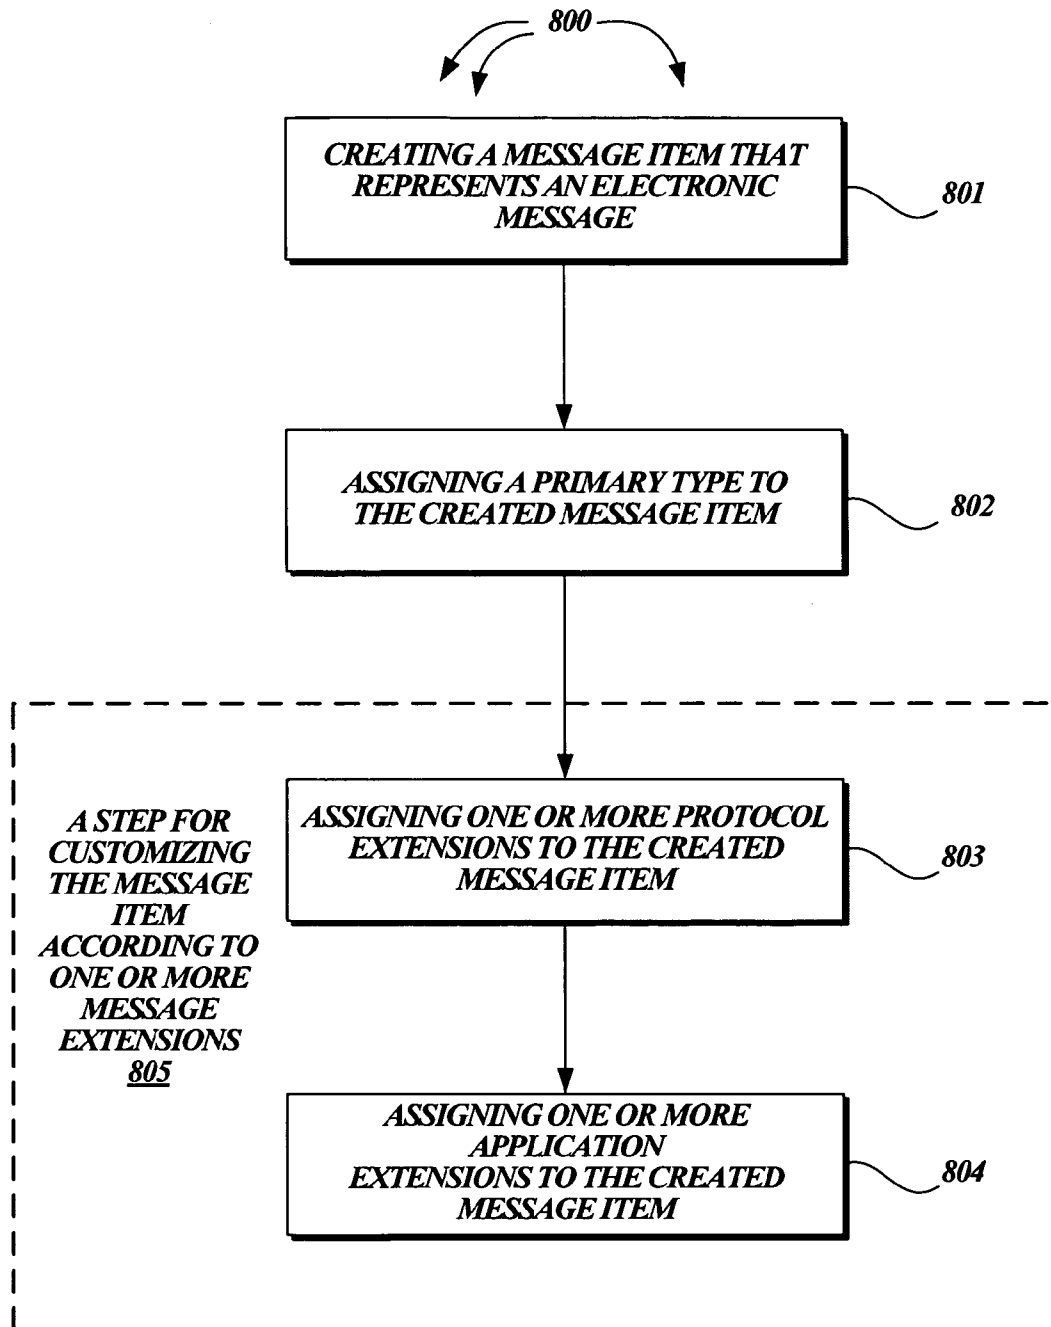 800
CREATING A MESSAGE ITEM THAT
REPRESENTS AN ELECTRONIC
MESSAGE
801
ASSIGNING A PRIMARY TYPE TO
THE CREATED MESSAGE ITEM
802
A STEP FOR
CUSTOMIZING
THE MESSAGE
ITEM
ACCORDING TO
ONE OR MORE
MESSAGE
EXTENSIONS
805
ASSIGNING ONE OR MORE PROTOCOL
EXTENSIONS TO THE CREATED
MESSAGE ITEM
803
ASSIGNING ONE OR MORE
APPLICATION
EXTENSIONS TO THE CREATED
MESSAGE ITEM
804